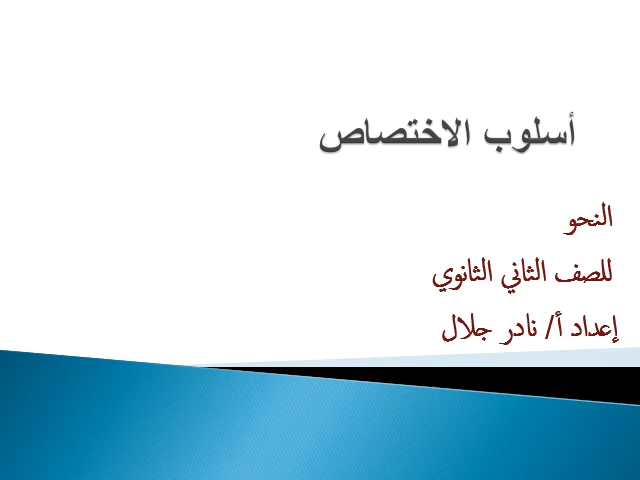 أسلوب الاختصاص
النحو
للصف الثاني الثانوي
إعداد أ/ نادر جلال